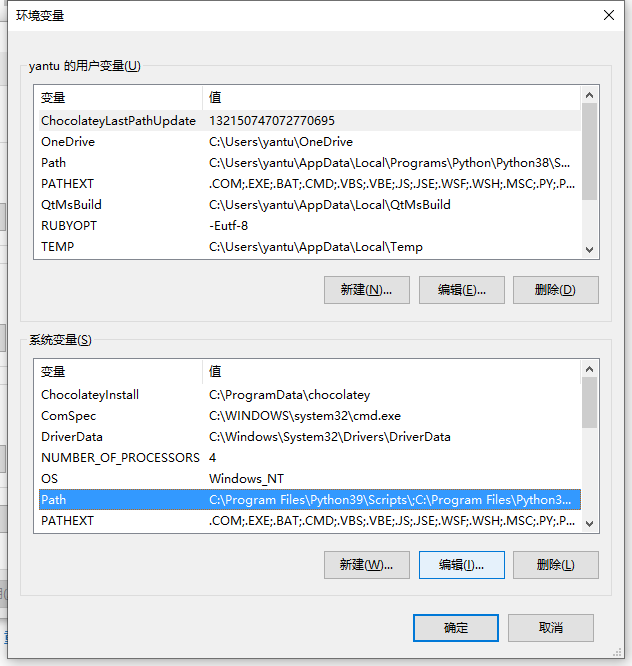 环境变量
yantu 的用户变量(U)
变量 值
ChocolateyLastPathUpdate 132150747072770695
OneDrive C:\Users\yantu\OneDrive
Path C:\Users\yantu\AppData\Local\Programs\Python\Python38\S...
PATHEXT .COM;.EXE;.BAT;.CMD;.VBS;.VBE;.JS;.JSE;.WSF;.WSH;.MSC;.PY;.P...
QtMsBuild C:\Users\yantu\AppData\Local\QtMsBuild
RUBYOPT -Eutf-8
TEMP C:\Users\yantu\AppData\Local\Temp
新建(N)... 编辑(E)... 删除(D)
系统变量(S)
变量 值
ChocolateyInstall C:\ProgramData\chocolatey
ComSpec C:\WINDOWS\system32\cmd.exe
DriverData C:\Windows\System32\Drivers\DriverData
NUMBER_OF_PROCESSORS 4
OS Windows_NT
Path C:\Program Files\Python39\Scripts\;C:\Program Files\Python3...
PATHEXT .COM;.EXE;.BAT;.CMD;.VBS;.VBE;.JS;.JSE;.WSF;.WSH;.MSC;.PY;.P...
新建(W)... 编辑(I)... 删除(L)
确定 取消